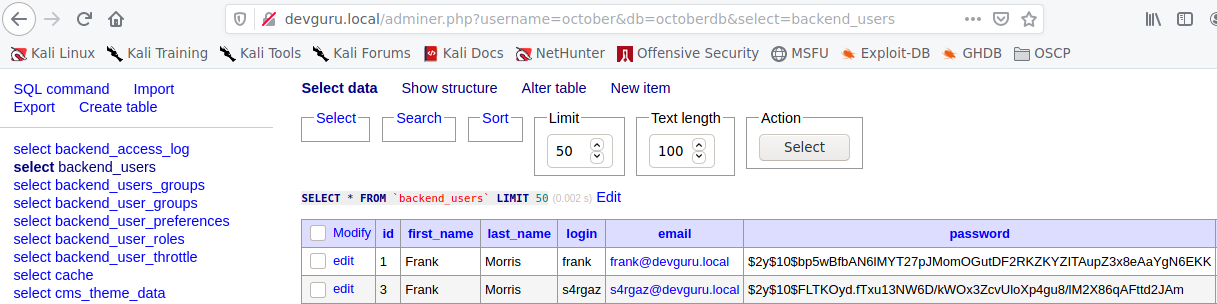 devguru.local/adminer.php?username=october&db=octoberdb&select=backend_users
Kali Linux Kali Training Kali Tools Kali Forums Kali Docs NetHunter Offensive Security MSFU Exploit-DB GHDB OSCP
SQL command Import
Export Create table
select backend_access_log
select backend_users
select backend_users_groups
select backend_user_groups
select backend_user_preferences
select backend_user_roles
select backend_user_throttle
select cache
select cms_theme_data
Select data Show structure Alter table New item
Select Search Sort Limit Text length Action
50 100 Select
SELECT * FROM `backend_users` LIMIT 50 (0.002 s) Edit
Modify id first_name last_name login email password
edit 1 Frank Morris frank frank@devguru.local $2y$10$bp5wBfbAN6lMYT27pJMomOGutDF2RKZKYZITAupZ3x8eAaYgN6EKK
edit 3 Frank Morris s4rgaz s4rgaz@devguru.local $2y$10$FLTKOyd.fTxu13NW6D/kWOx3ZcvUloXp4gu8/lM2X86qAFttd2JAm